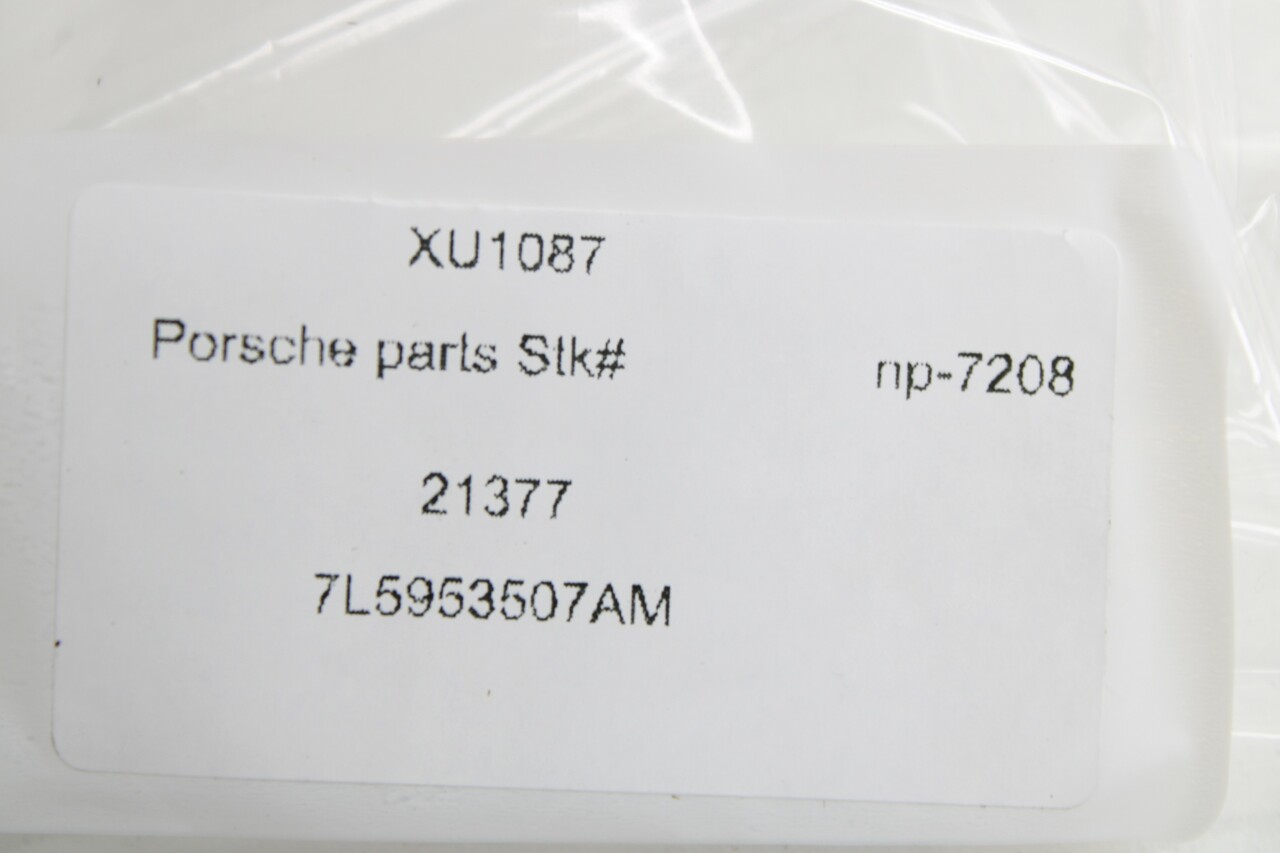 XU1087
Porsche parts Stk# np-7208
21377
7L5953507AM